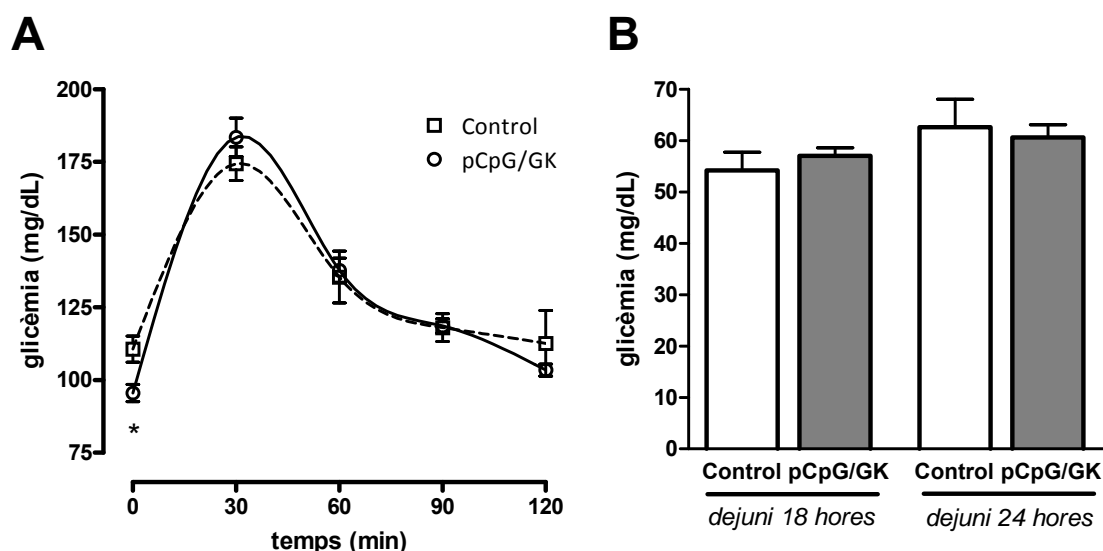 A
glicèmia (mg/dL)
200
175
150
125
100
75
Control
pCpG/GK
*
0 30 60 90 120
temps (min)
B
glicèmia (mg/dL)
80
70
60
50
40
30
20
10
0
Control pCpG/GK Control pCpG/GK
dejuni 18 hores dejuni 24 hores